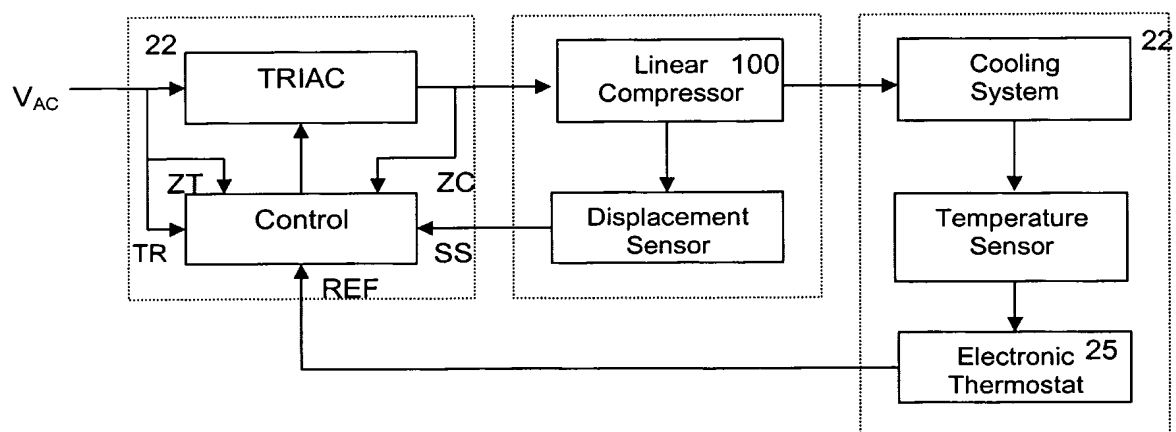 22
TRIAC
V_AC
ZT
ZC
Control
TR
SS
REF
Linear 100
Compressor
Displacement
Sensor
22
Cooling
System
Temperature
Sensor
Electronic 25
Thermostat